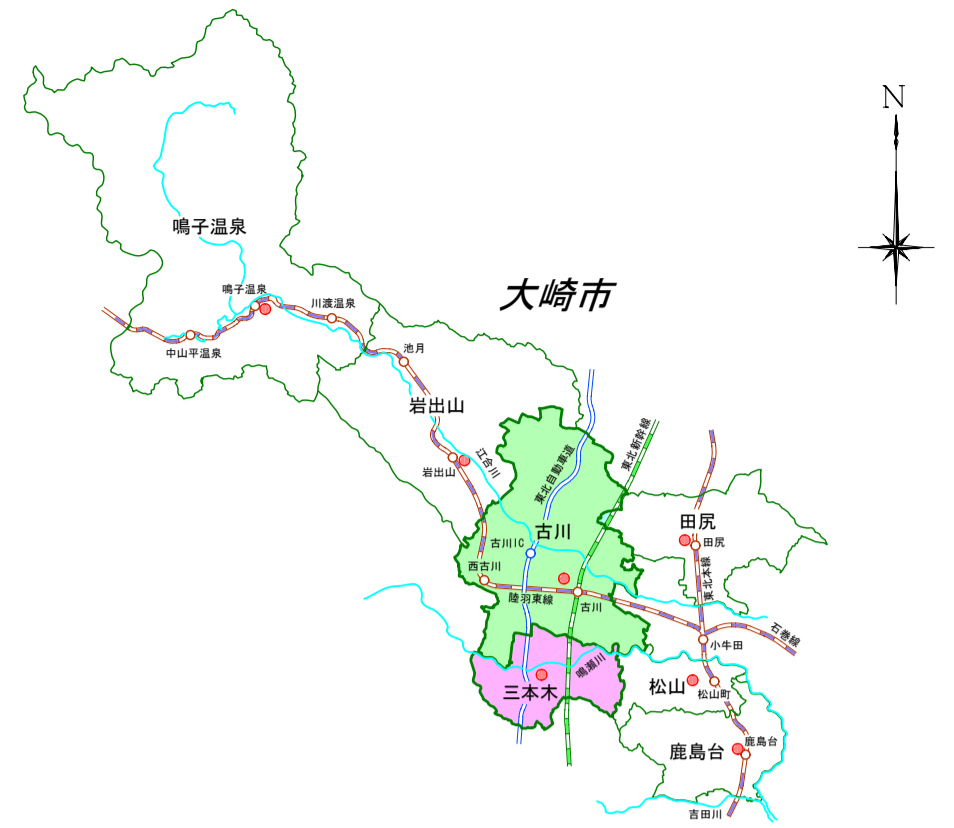 N
鳴子温泉
大崎市
鳴子温泉
川渡温泉
中山平温泉
池月
岩出山
東北新幹線
江合川
岩出山
東北自動車道
田尻
古川IC
古川
田尻
西古川
東北本線
陸羽東線
古川
石巻線
小牛田
鳴瀬川
三本木
松山
松山町
鹿島台
鹿島台
吉田川